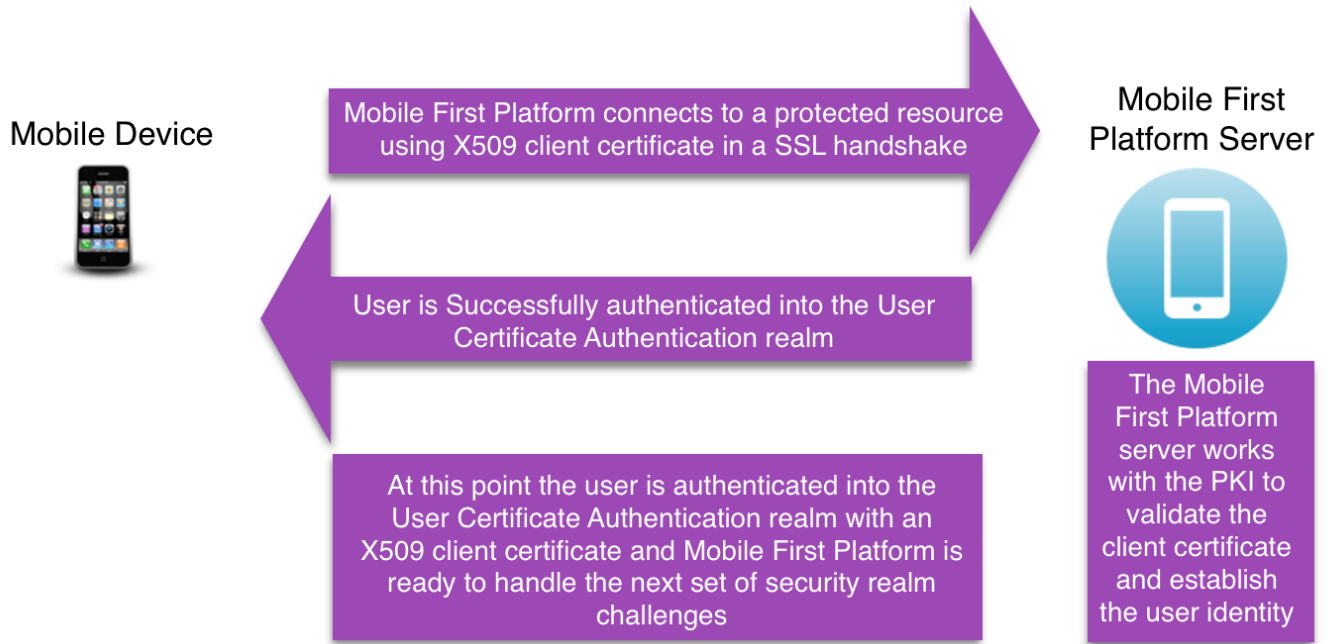 Mobile Device
Mobile First Platform connects to a protected resource
using X509 client certificate in a SSL handshake
Mobile First
Platform Server
User is Successfully authenticated into the User
Certificate Authentication realm
At this point the user is authenticated into the
User Certificate Authentication realm with an
X509 client certificate and Mobile First Platform is
ready to handle the next set of security realm
challenges
The Mobile
First Platform
server works
with the PKI to
validate the
client certificate
and establish
the user identity